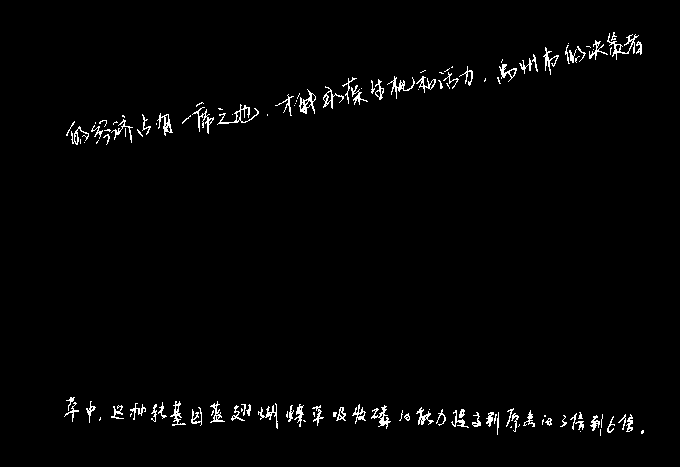 的经济占有一席之地，才能永葆生机和活力，禹州市的决策者
草中，这种转基因蓝翅蝴蝶草吸收磷的能力提高到原来的3倍到6倍。